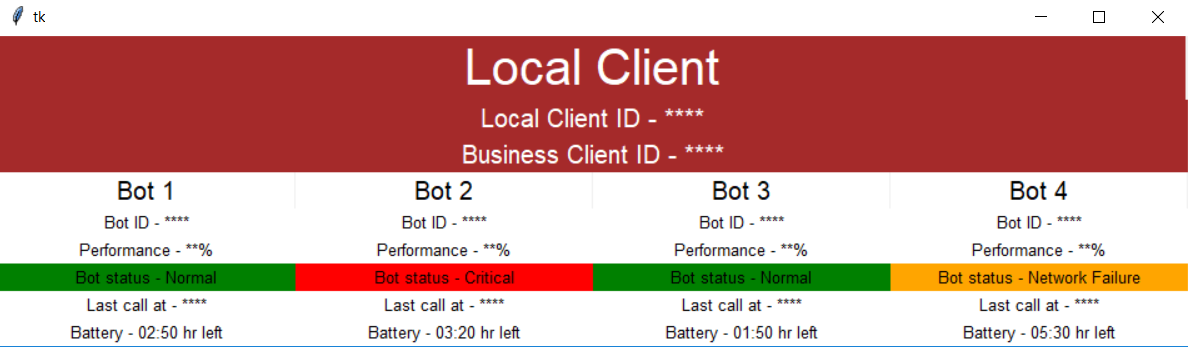 tk
Local Client
Local Client ID - ****
Business Client ID - ****
Bot 1 Bot 2 Bot 3 Bot 4
Bot ID - **** Bot ID - **** Bot ID - **** Bot ID - ****
Performance - **% Performance - **% Performance - **% Performance - **%
Bot status - Normal Bot status - Critical Bot status - Normal Bot status - Network Failure
Last call at - **** Last call at - **** Last call at - **** Last call at - ****
Battery - 02:50 hr left Battery - 03:20 hr left Battery - 01:50 hr left Battery - 05:30 hr left